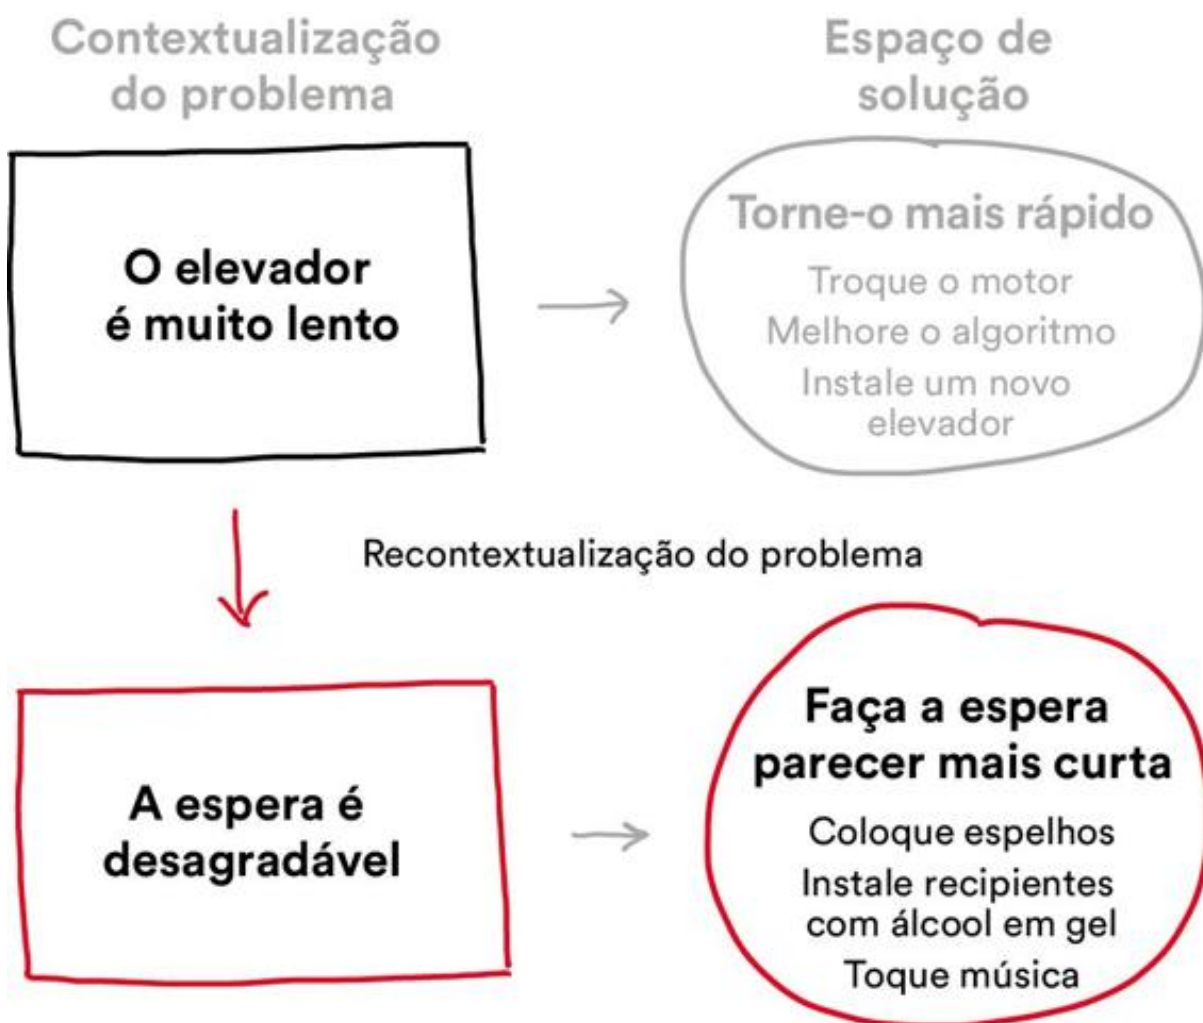 Contextualização
do problema
Espaço de
solução
O elevador
é muito lento
Torne-o mais rápido
Troque o motor
Melhore o algoritmo
Instale um novo
elevador
Recontextualização do problema
A espera é
desagradável
Faça a espera
parecer mais curta
Coloque espelhos
Instale recipientes
com álcool em gel
Toque música